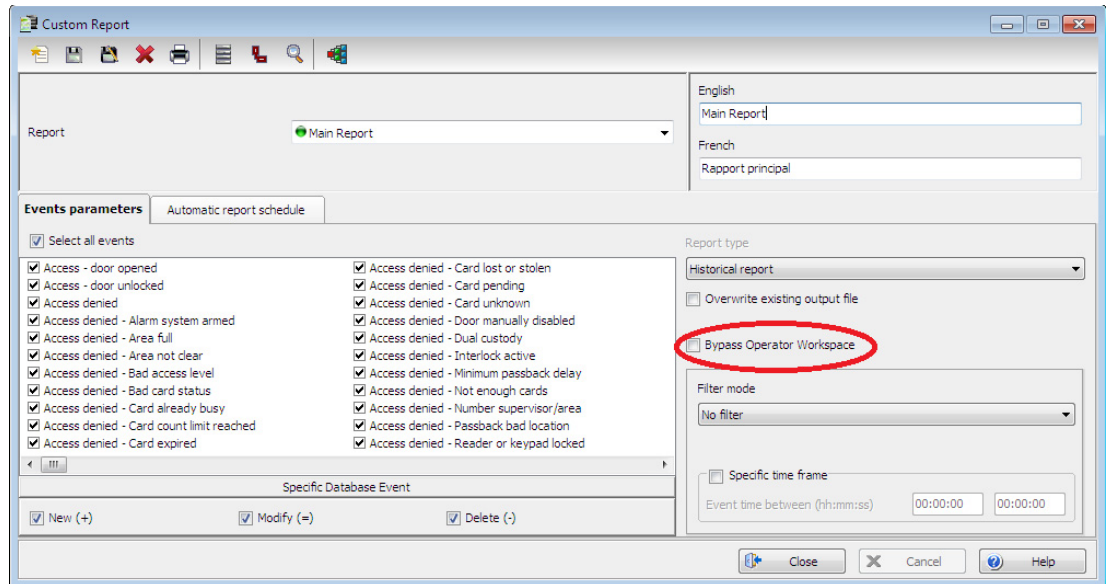 Custom Report
English
Main Report
Report
Main Report
French
Rapport principal
Events parameters
Automatic report schedule
Select all events
Access - door opened
Access - door unlocked
Access denied
Access denied - Alarm system armed
Access denied - Area full
Access denied - Area not clear
Access denied - Bad access level
Access denied - Bad card status
Access denied - Card already busy
Access denied - Card count limit reached
Access denied - Card expired
Access denied - Card lost or stolen
Access denied - Card pending
Access denied - Card unknown
Access denied - Door manually disabled
Access denied - Dual custody
Access denied - Interlock active
Access denied - Minimum passback delay
Access denied - Not enough cards
Access denied - Number supervisor/area
Access denied - Passback bad location
Access denied - Reader or keypad locked
Specific Database Event
New (+)
Modify (=)
Delete (-)
Report type
Historical report
Overwrite existing output file
Bypass Operator Workspace
Filter mode
No filter
Specific time frame
Event time between (hh:mm:ss)
00:00:00
00:00:00
Close
Cancel
Help